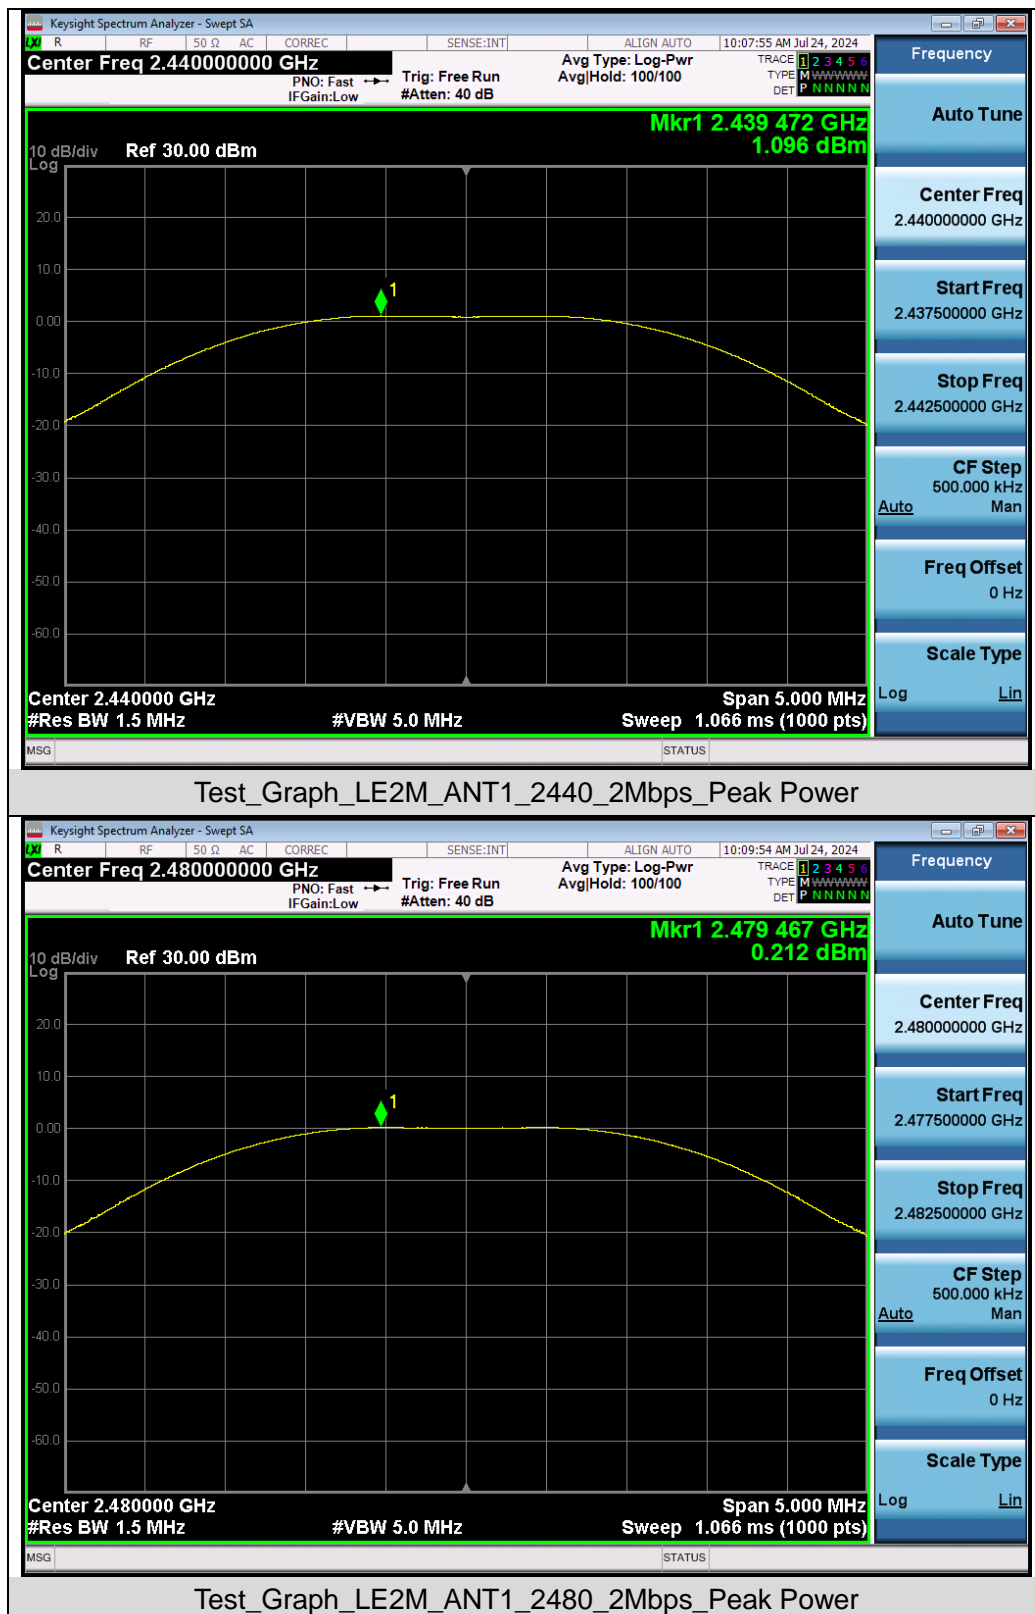 Keysight Spectrum Analyzer - Swept SA
LXI R RF 50 Ω AC CORREC SENSE:INT ALIGN AUTO 10:07:55 AM Jul 24, 2024
Center Freq 2.440000000 GHz
PNO: Fast
IFGain:Low
Trig: Free Run
#Atten: 40 dB
Avg Type: Log-Pwr
Avg|Hold: 100/100
TRACE 1 2 3 4 5 6
TYPE M WWWWW
DET P N N N N N
Mkr1 2.439 472 GHz
1.096 dBm
10 dB/div Ref 30.00 dBm
Log
20.0
10.0
1
0.00
-10.0
-20.0
-30.0
-40.0
-50.0
-60.0
Center 2.440000 GHz Span 5.000 MHz
#Res BW 1.5 MHz #VBW 5.0 MHz Sweep 1.066 ms (1000 pts)
MSG STATUS
Frequency
Auto Tune
Center Freq
2.440000000 GHz
Start Freq
2.437500000 GHz
Stop Freq
2.442500000 GHz
CF Step
500.000 kHz
Auto Man
Freq Offset
0 Hz
Scale Type
Log Lin
Test_Graph_LE2M_ANT1_2440_2Mbps_Peak Power
Keysight Spectrum Analyzer - Swept SA
LXI R RF 50 Ω AC CORREC SENSE:INT ALIGN AUTO 10:09:54 AM Jul 24, 2024
Center Freq 2.480000000 GHz
PNO: Fast
IFGain:Low
Trig: Free Run
#Atten: 40 dB
Avg Type: Log-Pwr
Avg|Hold: 100/100
TRACE 1 2 3 4 5 6
TYPE M WWWWW
DET P N N N N N
Mkr1 2.479 467 GHz
0.212 dBm
10 dB/div Ref 30.00 dBm
Log
20.0
10.0
1
0.00
-10.0
-20.0
-30.0
-40.0
-50.0
-60.0
Center 2.480000 GHz Span 5.000 MHz
#Res BW 1.5 MHz #VBW 5.0 MHz Sweep 1.066 ms (1000 pts)
MSG STATUS
Frequency
Auto Tune
Center Freq
2.480000000 GHz
Start Freq
2.477500000 GHz
Stop Freq
2.482500000 GHz
CF Step
500.000 kHz
Auto Man
Freq Offset
0 Hz
Scale Type
Log Lin
Test_Graph_LE2M_ANT1_2480_2Mbps_Peak Power